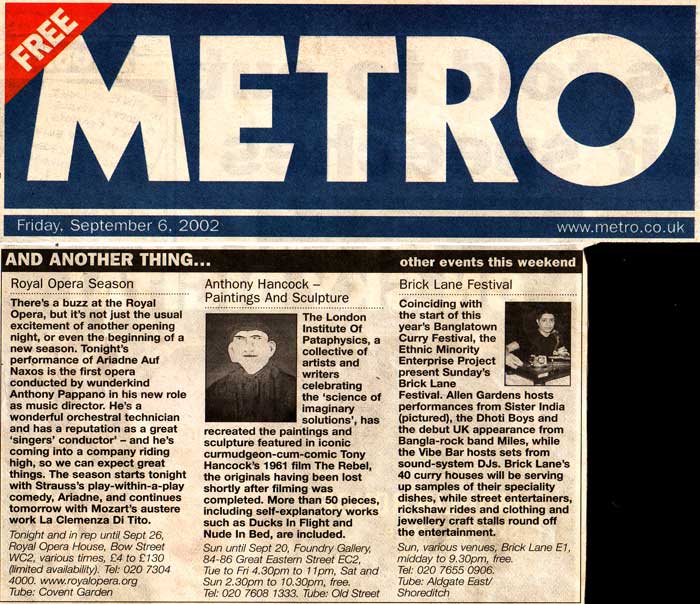 FREE
METRO
Friday, September 6, 2002
www.metro.co.uk
AND ANOTHER THING...
other events this weekend
Royal Opera Season
There's a buzz at the Royal
Opera, but it's not just the usual
excitement of another opening
night, or even the beginning of a
new season. Tonight's
performance of Ariadne Auf
Naxos is the first opera
conducted by wunderkind
Anthony Pappano in his new role
as music director. He's a
wonderful orchestral technician
and has a reputation as a great
'singers' conductor' – and he's
coming into a company riding
high, so we can expect great
things. The season starts tonight
with Strauss's play-within-a-play
comedy, Ariadne, and continues
tomorrow with Mozart's austere
work La Clemenza Di Tito.
Tonight and in rep until Sept 26,
Royal Opera House, Bow Street
WC2, various times, £4 to £130
(limited availability). Tel: 020 7304
4000. www.royalopera.org
Tube: Covent Garden
Anthony Hancock –
Paintings And Sculpture
The London
Institute Of
Pataphysics, a
collective of
artists and
writers
celebrating
the 'science of
imaginary
solutions', has
recreated the paintings and
sculpture featured in iconic
curmudgeon-cum-comic Tony
Hancock's 1961 film The Rebel,
the originals having been lost
shortly after filming was
completed. More than 50 pieces,
including self-explanatory works
such as Ducks In Flight and
Nude In Bed, are included.
Sun until Sept 20, Foundry Gallery,
84-86 Great Eastern Street EC2,
Tue to Fri 4.30pm to 11pm, Sat and
Sun 2.30pm to 10.30pm, free.
Tel: 020 7608 1333. Tube: Old Street
Brick Lane Festival
Coinciding with
the start of this
year's Banglatown
Curry Festival, the
Ethnic Minority
Enterprise Project
present Sunday's
Brick Lane
Festival. Allen Gardens hosts
performances from Sister India
(pictured), the Dhoti Boys and
the debut UK appearance from
Bangla-rock band Miles, while
the Vibe Bar hosts sets from
sound-system DJs. Brick Lane's
40 curry houses will be serving
up samples of their speciality
dishes, while street entertainers,
rickshaw rides and clothing and
jewellery craft stalls round off
the entertainment.
Sun, various venues, Brick Lane E1,
midday to 9.30pm, free.
Tel: 020 7655 0906.
Tube: Aldgate East/
Shoreditch